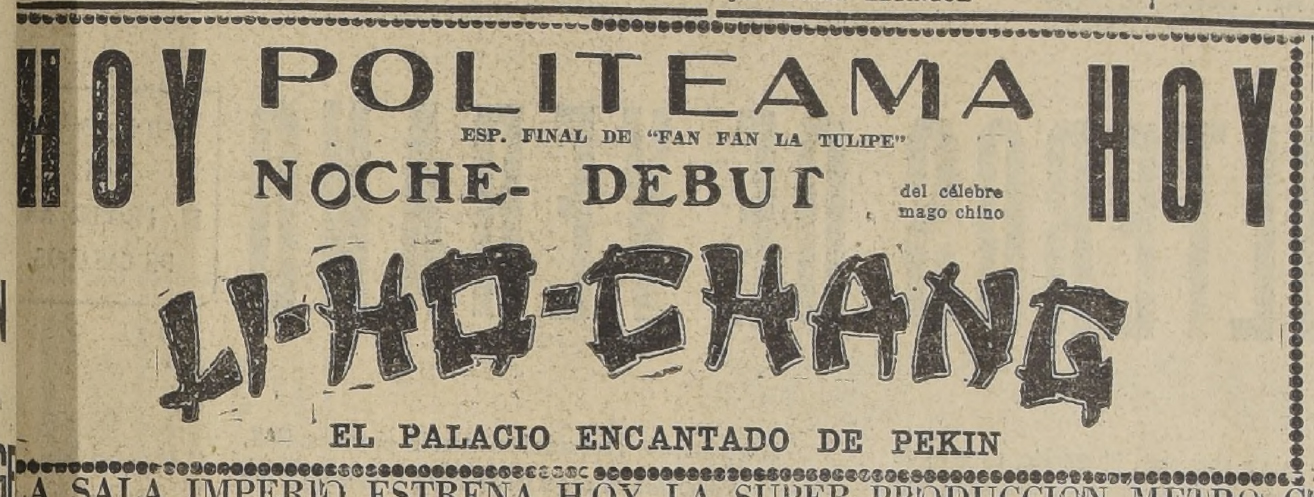 HOY POLITEAMA HOY
ESP. FINAL DE "FAN FAN LA TULIPE"
NOCHE- DEBUT
del célebre
mago chino
LI-HO-CHANG
EL PALACIO ENCANTADO DE PEKIN
A SALA IMPERIO ESTRENA HOY LA SUPER PRODUCCION